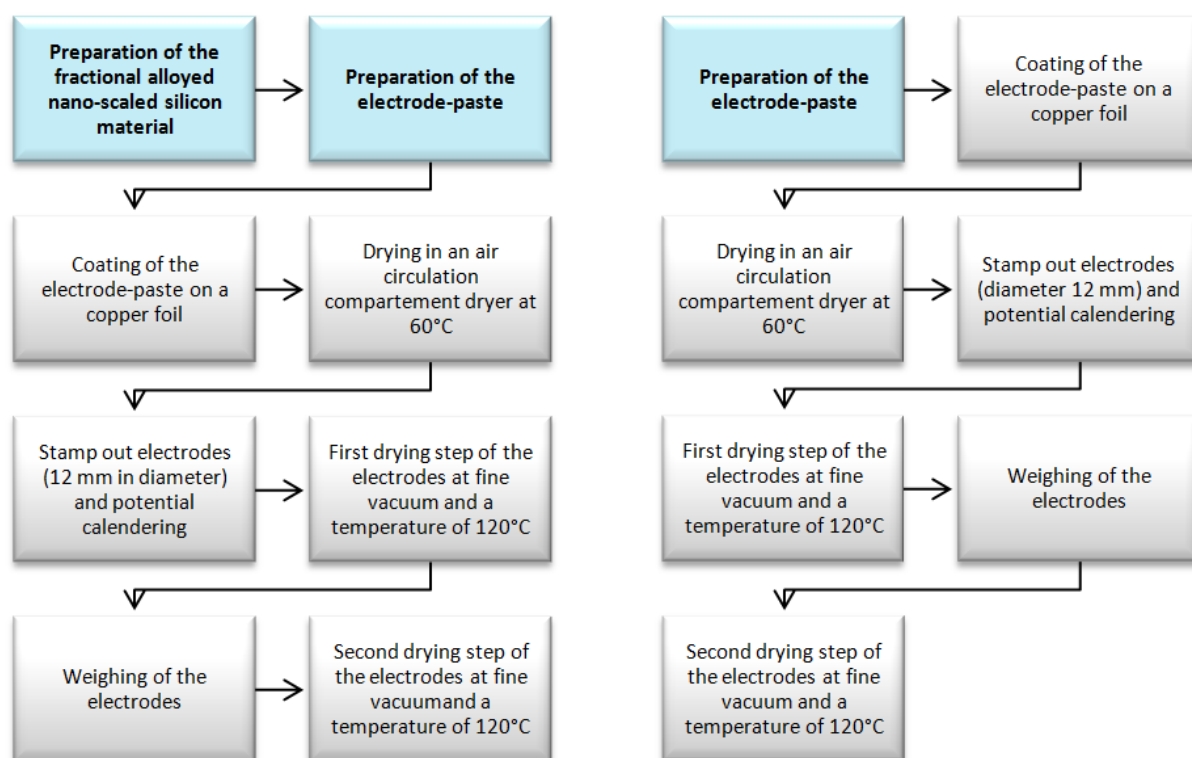 Preparation of the
fractional alloyed
nano-scaled silicon
material
Preparation of the
electrode-paste
Coating of the
electrode-paste on a
copper foil
Drying in an air
circulation
compartement dryer at
60°C
Stamp out electrodes
(12 mm in diameter)
and potential
calendering
First drying step of the
electrodes at fine
vacuum and a
temperature of 120°C
Weighing of the
electrodes
Second drying step of
the electrodes at fine
vacuumand a
temperature of 120°C
Preparation of the
electrode-paste
Coating of the
electrode-paste on a
copper foil
Drying in an air
circulation
compartement dryer at
60°C
Stamp out electrodes
(diameter 12 mm) and
potential calendering
First drying step of the
electrodes at fine
vacuum and a
temperature of 120°C
Weighing of the
electrodes
Second drying step of
the electrodes at fine
vacuum and a
temperature of 120°C